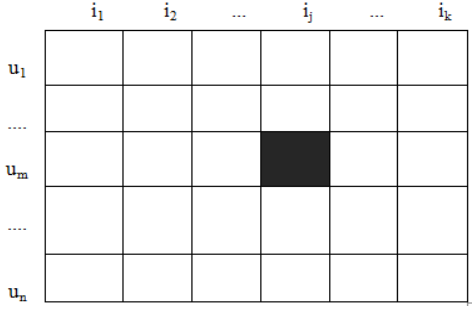 i₁ i₂ ... iⱼ ... iₖ
u₁
....
uₘ
....
uₙ